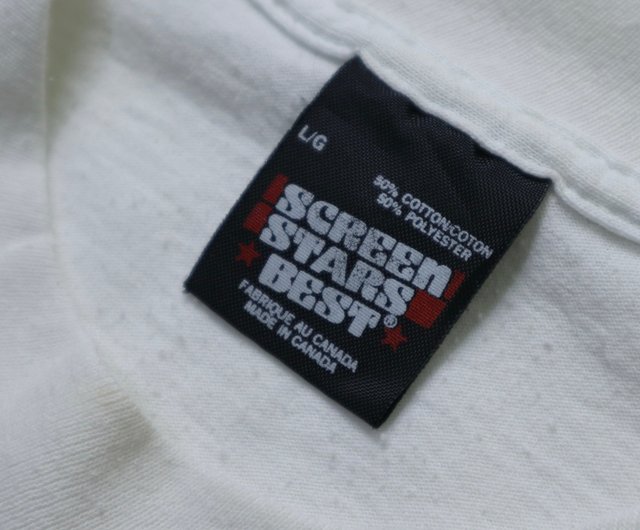 L/G
50% COTTON/COTON
50% POLYESTER
SCREEN
STARS
BEST®
FABRIQUE AU CANADA
MADE IN CANADA